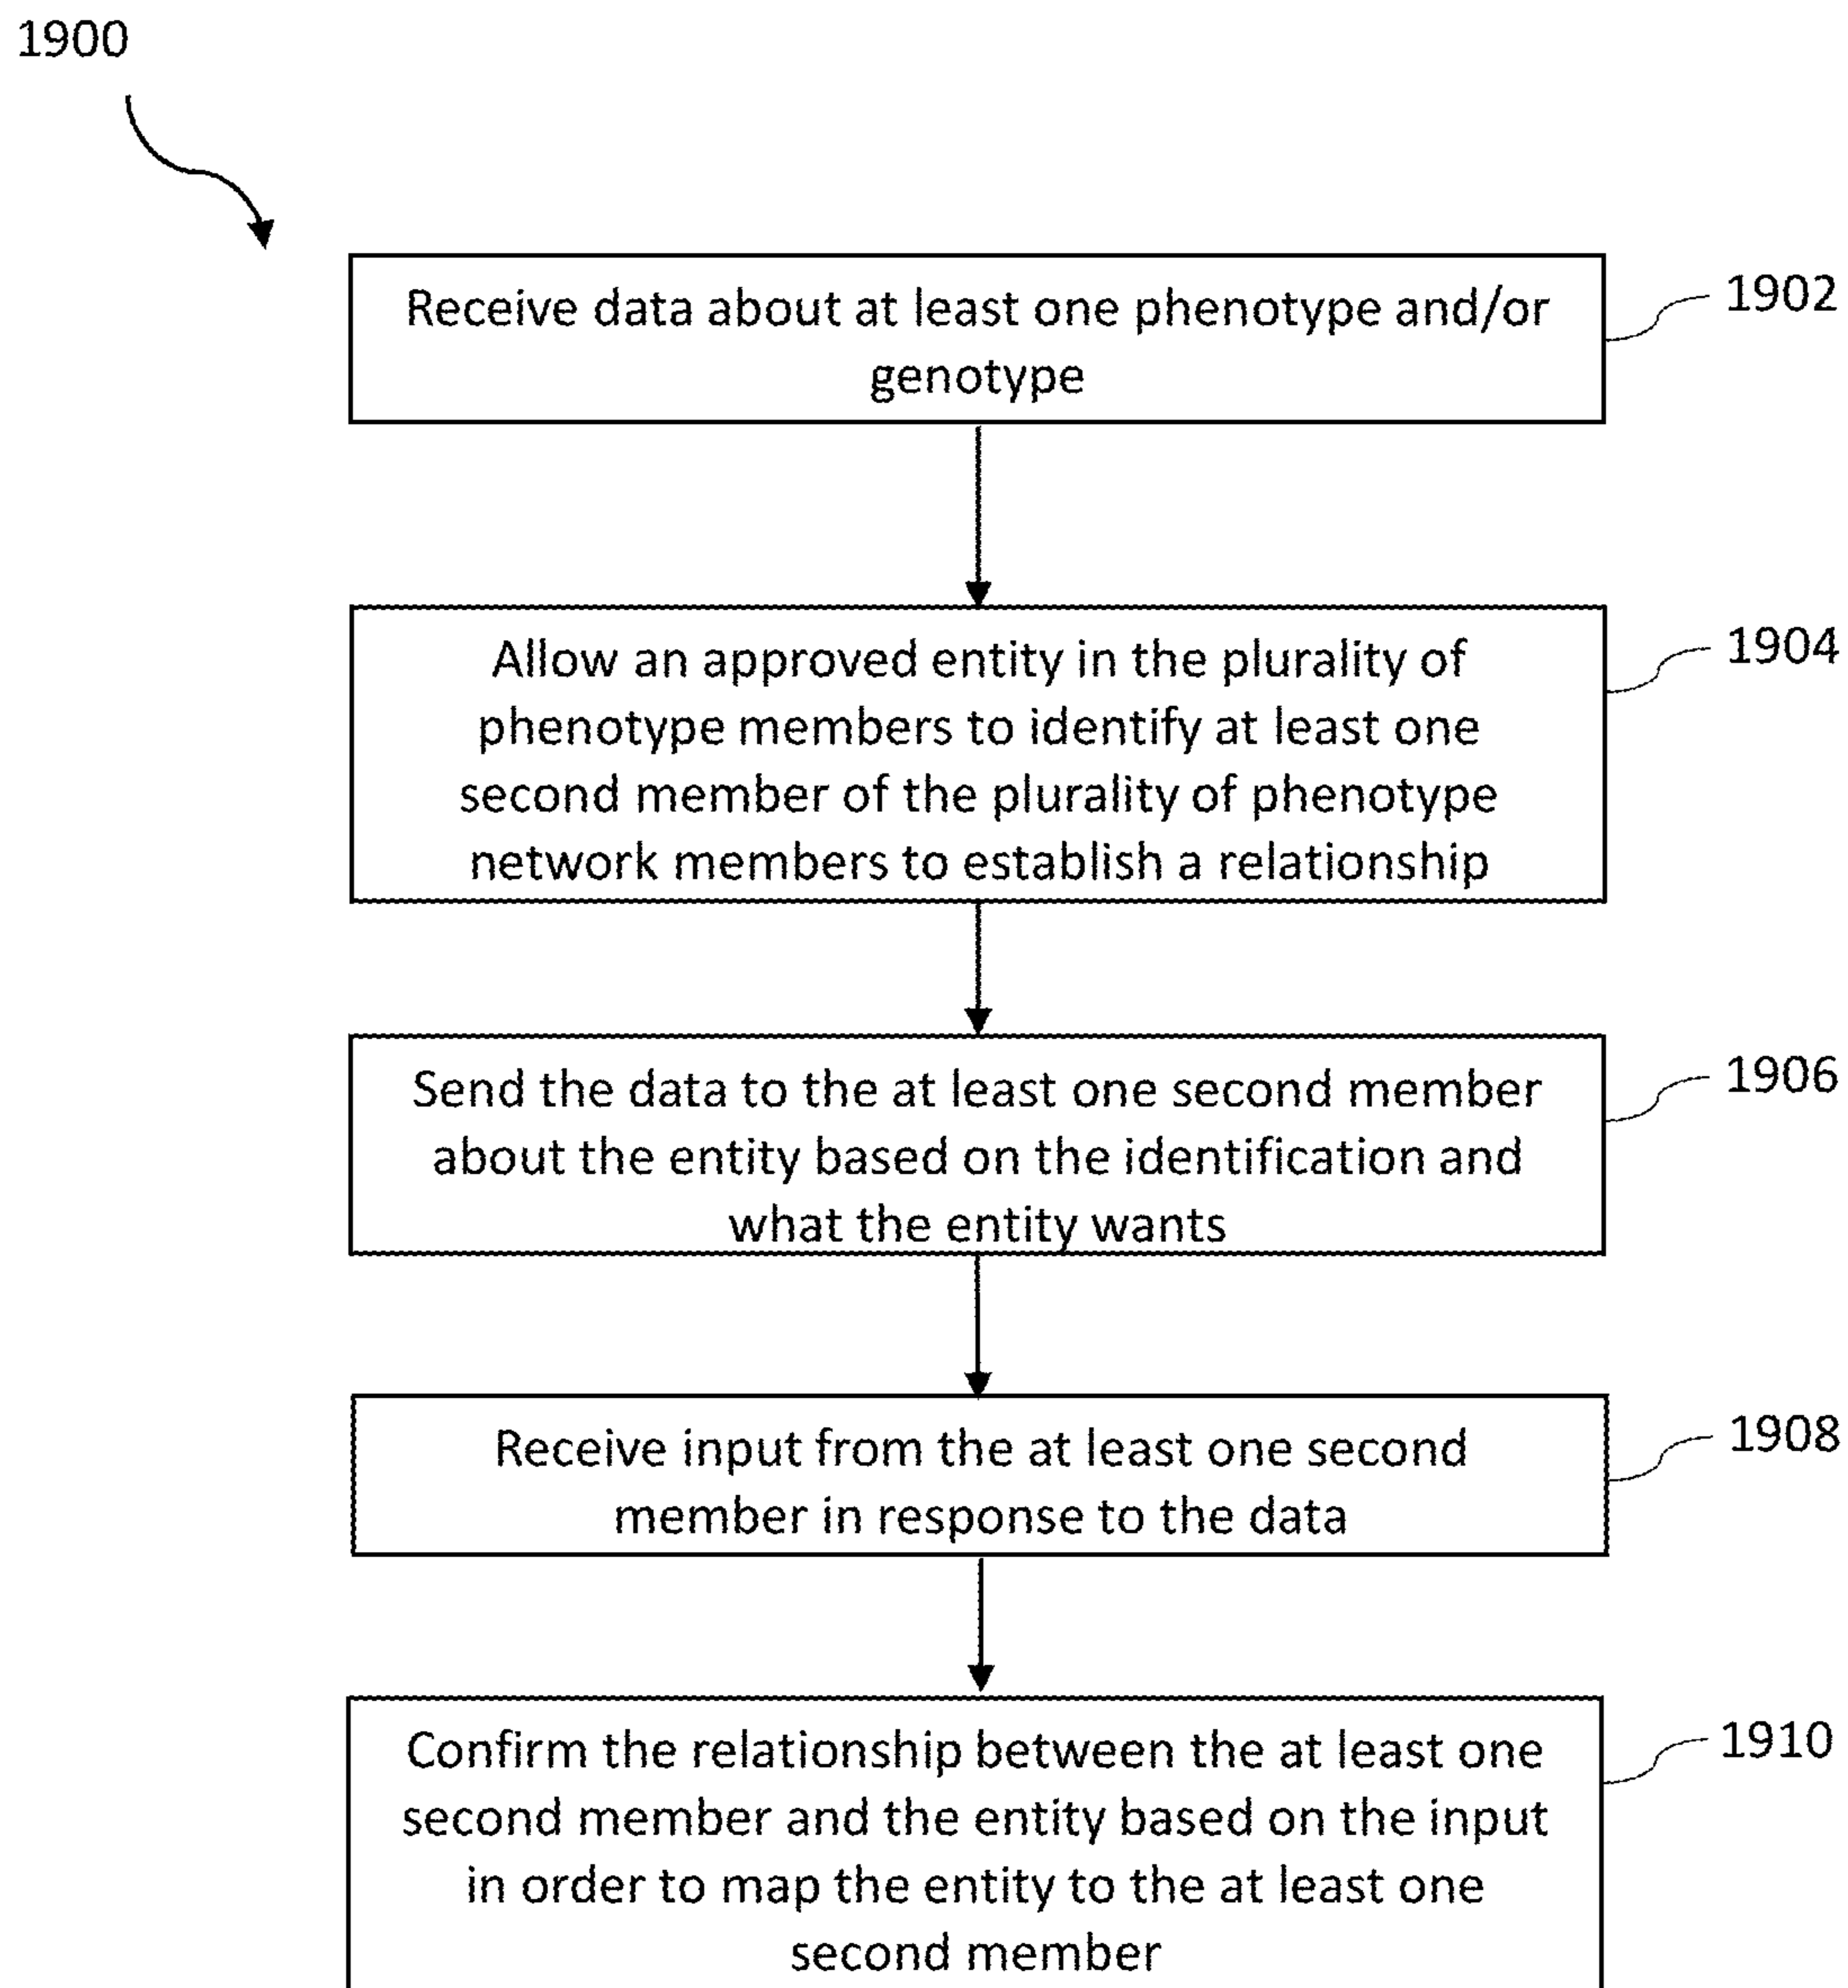 1900
Receive data about at least one phenotype and/or
genotype
1902
Allow an approved entity in the plurality of
phenotype members to identify at least one
second member of the plurality of phenotype
network members to establish a relationship
1904
Send the data to the at least one second member
about the entity based on the identification and
what the entity wants
1906
Receive input from the at least one second
member in response to the data
1908
Confirm the relationship between the at least one
second member and the entity based on the input
in order to map the entity to the at least one
second member
1910